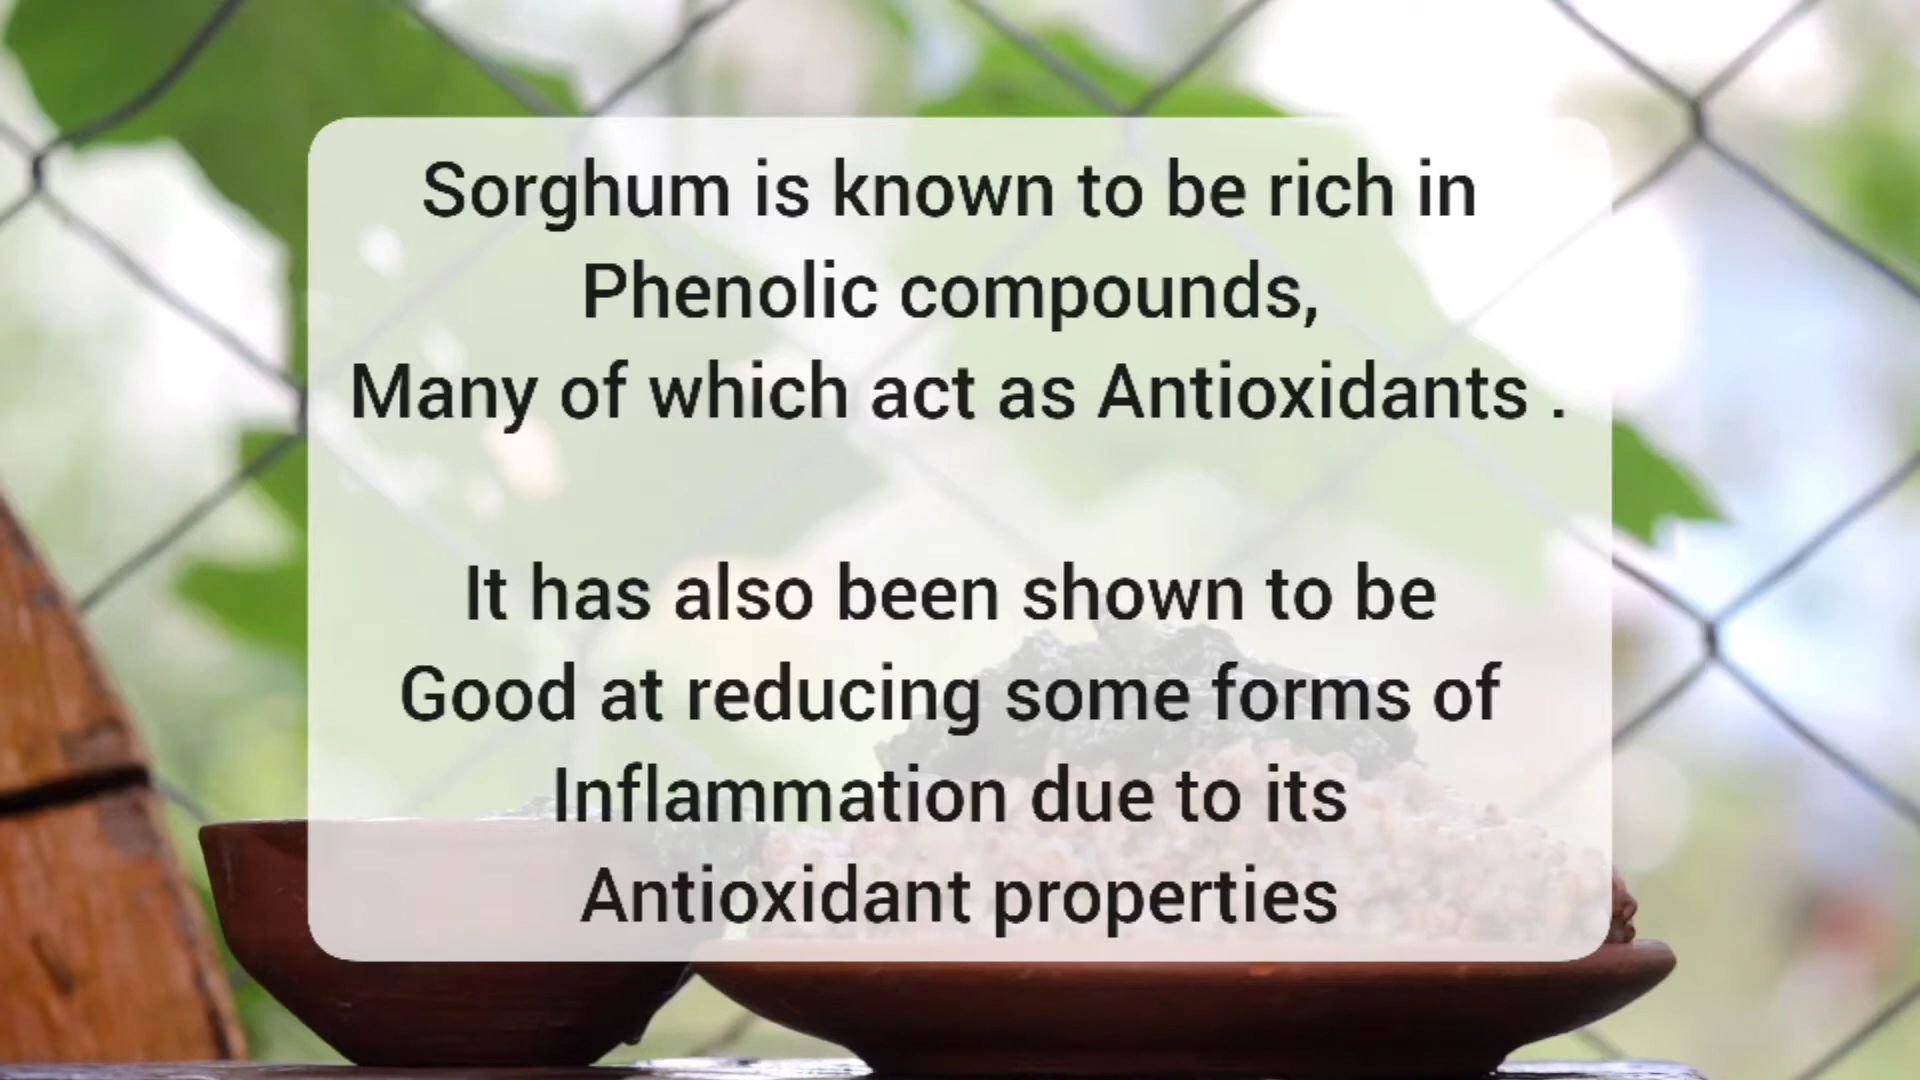 Sorghum is known to be rich in
Phenolic compounds,
Many of which act as Antioxidants .
It has also been shown to be
Good at reducing some forms of
Inflammation due to its
Antioxidant properties